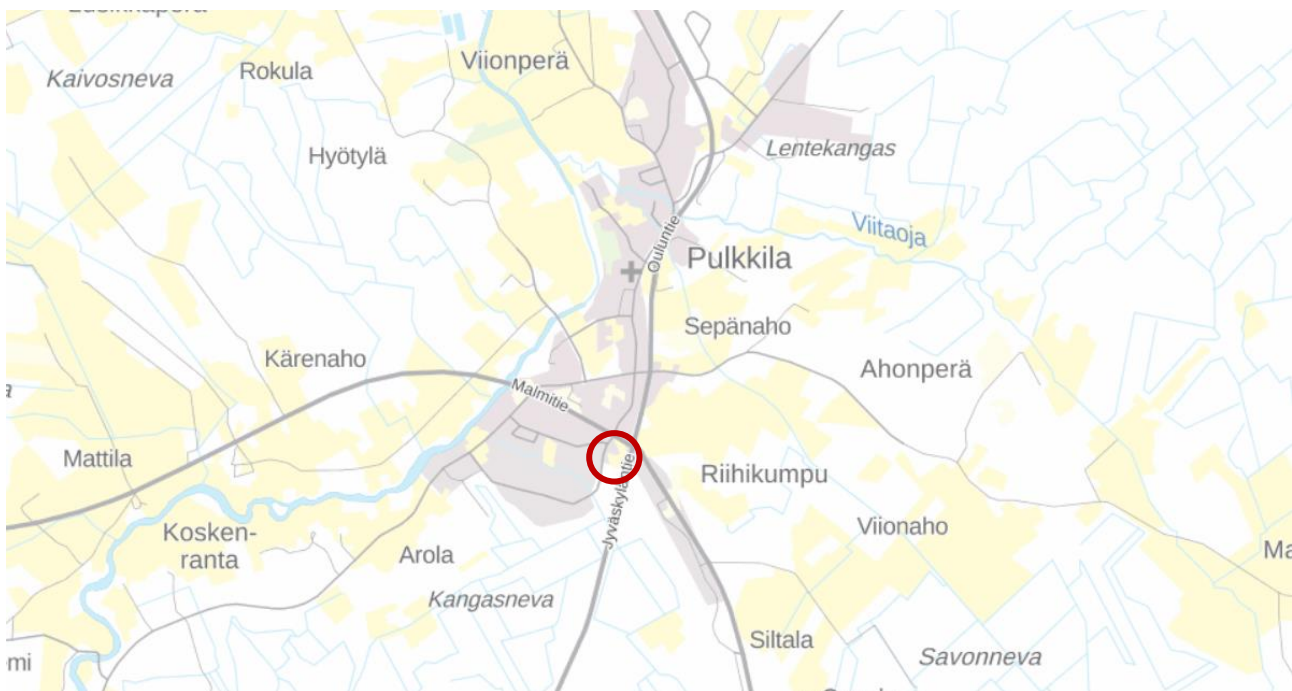 Viionperä
Rokula
Kaivosneva
Lentekangas
Hyötylä
Viitaoja
Ouluntie
Pulkkila
Sepänaho
Kärenaho
Ahonperä
Malmitie
Mattila
Riihikumpu
Jyväskyläntie
Viionaho
Kosken-
ranta
Arola
Kangasneva
Siltala
Savonneva